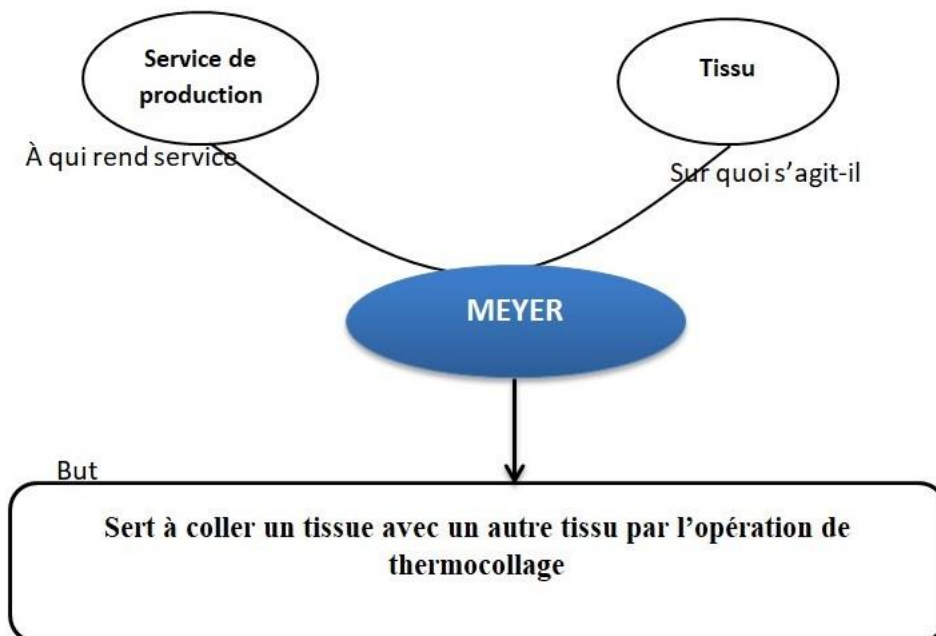 Service de
production
Tissu
À qui rend service
Sur quoi s’agit-il
MEYER
But
Sert à coller un tissue avec un autre tissu par l’opération de
thermocollage